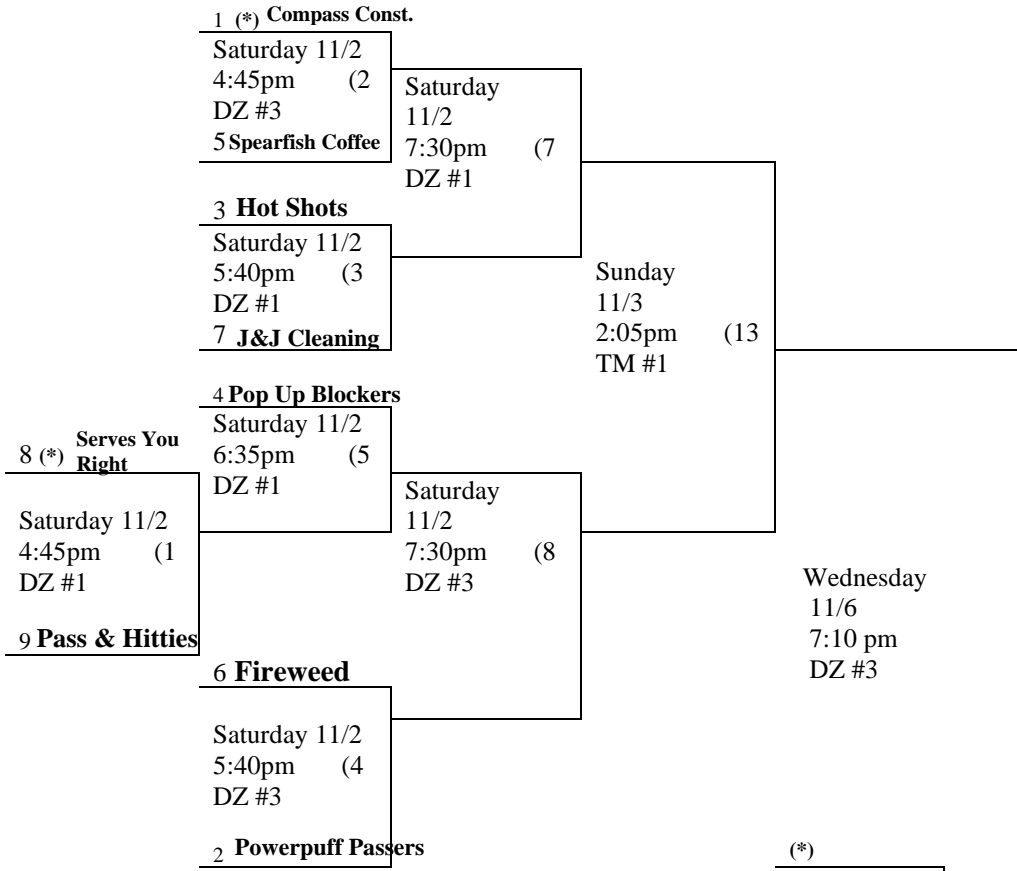 1 (*) Compass Const.
Saturday 11/2
4:45pm (2
DZ #3
5 Spearfish Coffee
Saturday
11/2
7:30pm (7
DZ #1
3 Hot Shots
Saturday 11/2
5:40pm (3
DZ #1
7 J&J Cleaning
Sunday
11/3
2:05pm (13
TM #1
4 Pop Up Blockers
Saturday 11/2
6:35pm (5
DZ #1
8 (*) Serves You
Right
Saturday 11/2
4:45pm (1
DZ #1
9 Pass & Hitties
Saturday
11/2
7:30pm (8
DZ #3
Wednesday
11/6
7:10 pm
DZ #3
6 Fireweed
Saturday 11/2
5:40pm (4
DZ #3
2 Powerpuff Passers
(*)